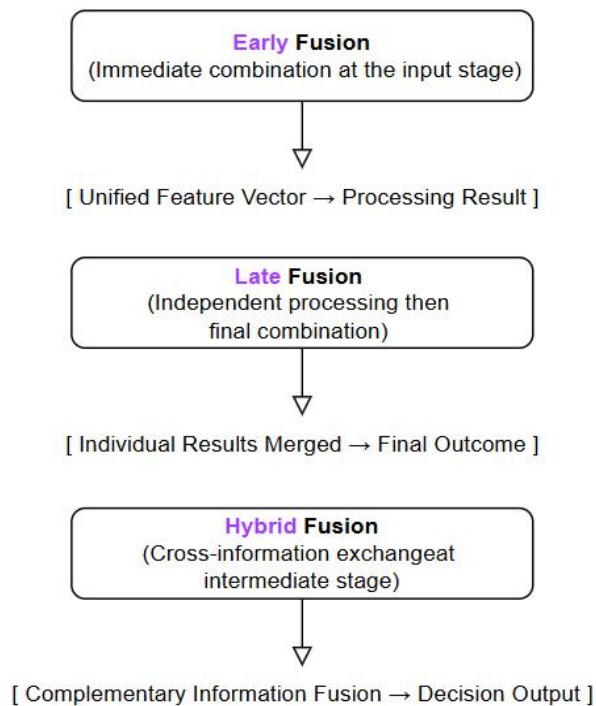 Early Fusion
(Immediate combination at the input stage)
[ Unified Feature Vector → Processing Result ]
Late Fusion
(Independent processing then
final combination)
[ Individual Results Merged → Final Outcome ]
Hybrid Fusion
(Cross-information exchangeat
intermediate stage)
[ Complementary Information Fusion → Decision Output ]